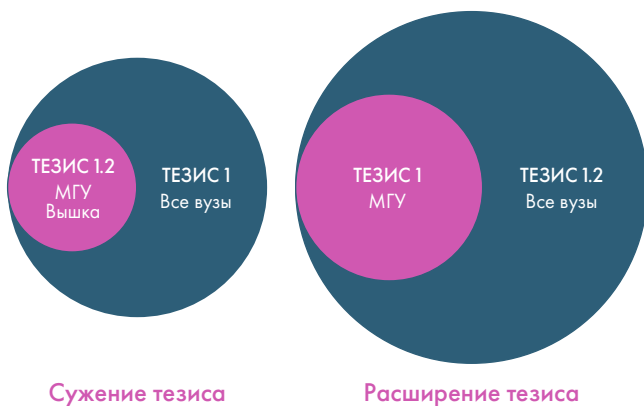 ТЕЗИС 1.2
МГУ
Вышка
ТЕЗИС 1
Все вузы
Сужение тезиса
ТЕЗИС 1
МГУ
ТЕЗИС 1.2
Все вузы
Расширение тезиса